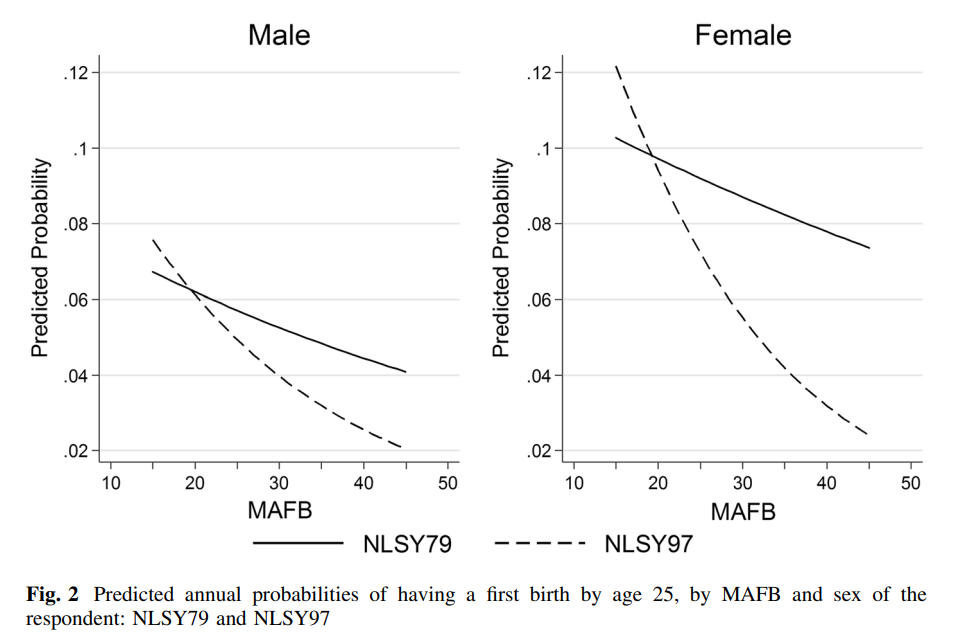 Male
Female
.12
.1
.08
.06
.04
.02
Predicted Probability
10 20 30 40 50
MAFB
.12
.1
.08
.06
.04
.02
Predicted Probability
10 20 30 40 50
MAFB
NLSY79 NLSY97
Fig. 2 Predicted annual probabilities of having a first birth by age 25, by MAFB and sex of the
respondent: NLSY79 and NLSY97